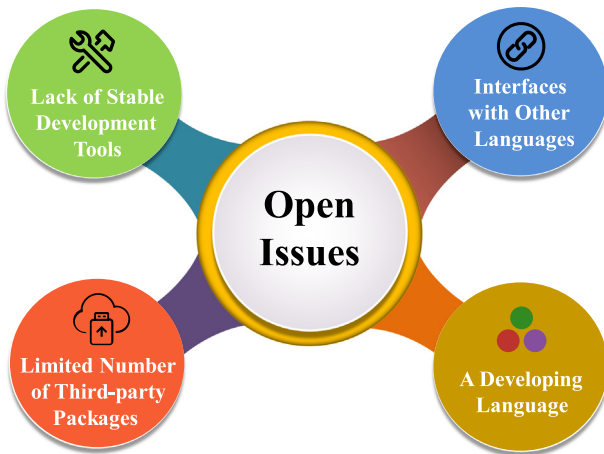 Lack of Stable
Development
Tools
Interfaces
with Other
Languages
Open
Issues
Limited Number
of Third-party
Packages
A Developing
Language